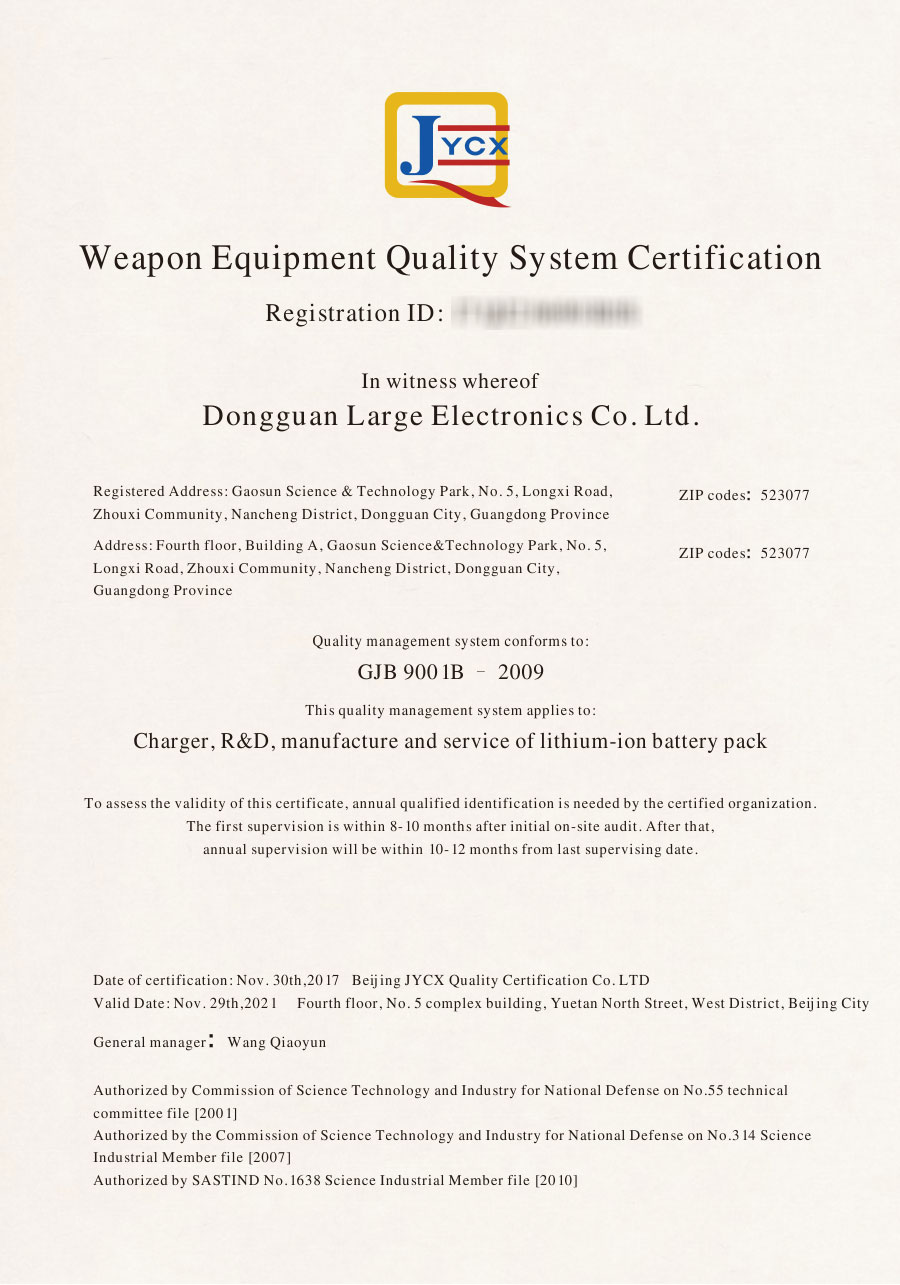 JYCX
Weapon Equipment Quality System Certification
Registration ID:
In witness whereof
Dongguan Large Electronics Co. Ltd.
Registered Address: Gaosun Science & Technology Park, No. 5, Longxi Road,
Zhouxi Community, Nancheng District, Dongguan City, Guangdong Province
ZIP codes: 523077
Address: Fourth floor, Building A, Gaosun Science&Technology Park, No. 5,
Longxi Road, Zhouxi Community, Nancheng District, Dongguan City,
Guangdong Province
ZIP codes: 523077
Quality management system conforms to:
GJB 9001B - 2009
This quality management system applies to:
Charger, R&D, manufacture and service of lithium-ion battery pack
To assess the validity of this certificate, annual qualified identification is needed by the certified organization.
The first supervision is within 8-10 months after initial on-site audit. After that,
annual supervision will be within 10-12 months from last supervising date.
Date of certification: Nov. 30th,2017 Beijing JYCX Quality Certification Co. LTD
Valid Date: Nov. 29th,2021 Fourth floor, No. 5 complex building, Yuetan North Street, West District, Beijing City
General manager: Wang Qiaoyun
Authorized by Commission of Science Technology and Industry for National Defense on No.55 technical
committee file [2001]
Authorized by the Commission of Science Technology and Industry for National Defense on No.314 Science
Industrial Member file [2007]
Authorized by SASTIND No.1638 Science Industrial Member file [2010]